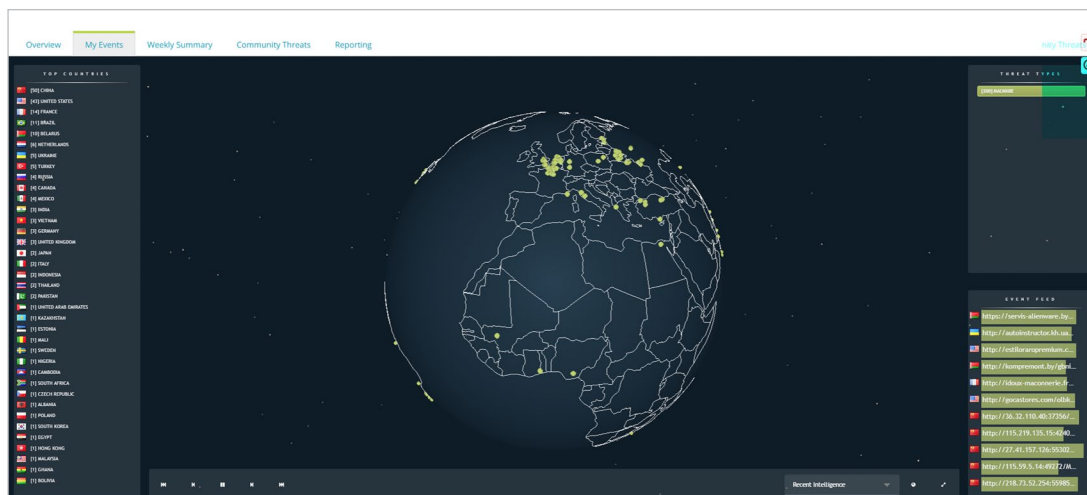 Overview
My Events
Weekly Summary
Community Threats
Reporting
nity Threats
TOP COUNTRIES
[50] CHINA
[43] UNITED STATES
[14] FRANCE
[11] BRAZIL
[10] BELARUS
[6] NETHERLANDS
[5] UKRAINE
[5] TURKEY
[4] RUSSIA
[4] CANADA
[4] MEXICO
[3] INDIA
[3] VIETNAM
[3] GERMANY
[3] UNITED KINGDOM
[2] JAPAN
[2] ITALY
[2] INDONESIA
[2] THAILAND
[2] PAKISTAN
[1] UNITED ARAB EMIRATES
[1] KAZAKHSTAN
[1] ESTONIA
[1] MALI
[1] SWEDEN
[1] NIGERIA
[1] CAMBODIA
[1] SOUTH AFRICA
[1] CZECH REPUBLIC
[1] ALBANIA
[1] POLAND
[1] SOUTH KOREA
[1] EGYPT
[1] HONG KONG
[1] MALAYSIA
[1] GHANA
[1] BOLIVIA
THREAT TYPES
MALWARE
EVENT FEED
https://servis-alienware.by...
http://autoinstructor.kh.ua...
http://estiloraropremium.c...
http://kompremont.by/gbni...
http://idoux-maconnerie.fr...
http://gocastores.com/olbk...
http://36.32.110.40:37356/...
http://115.219.135.15:4240...
http://27.41.157.126:55302...
http://115.59.5.14:49272/M...
http://218.73.52.254:55985...
Recent Intelligence